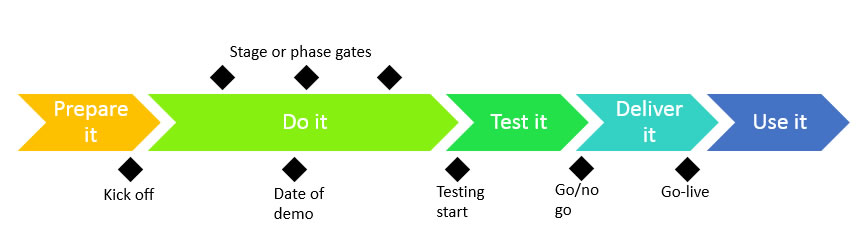 Stage or phase gates
Prepare
it
Do it
Test it
Deliver
it
Use it
Kick off
Date of
demo
Testing
start
Go/no
go
Go-live